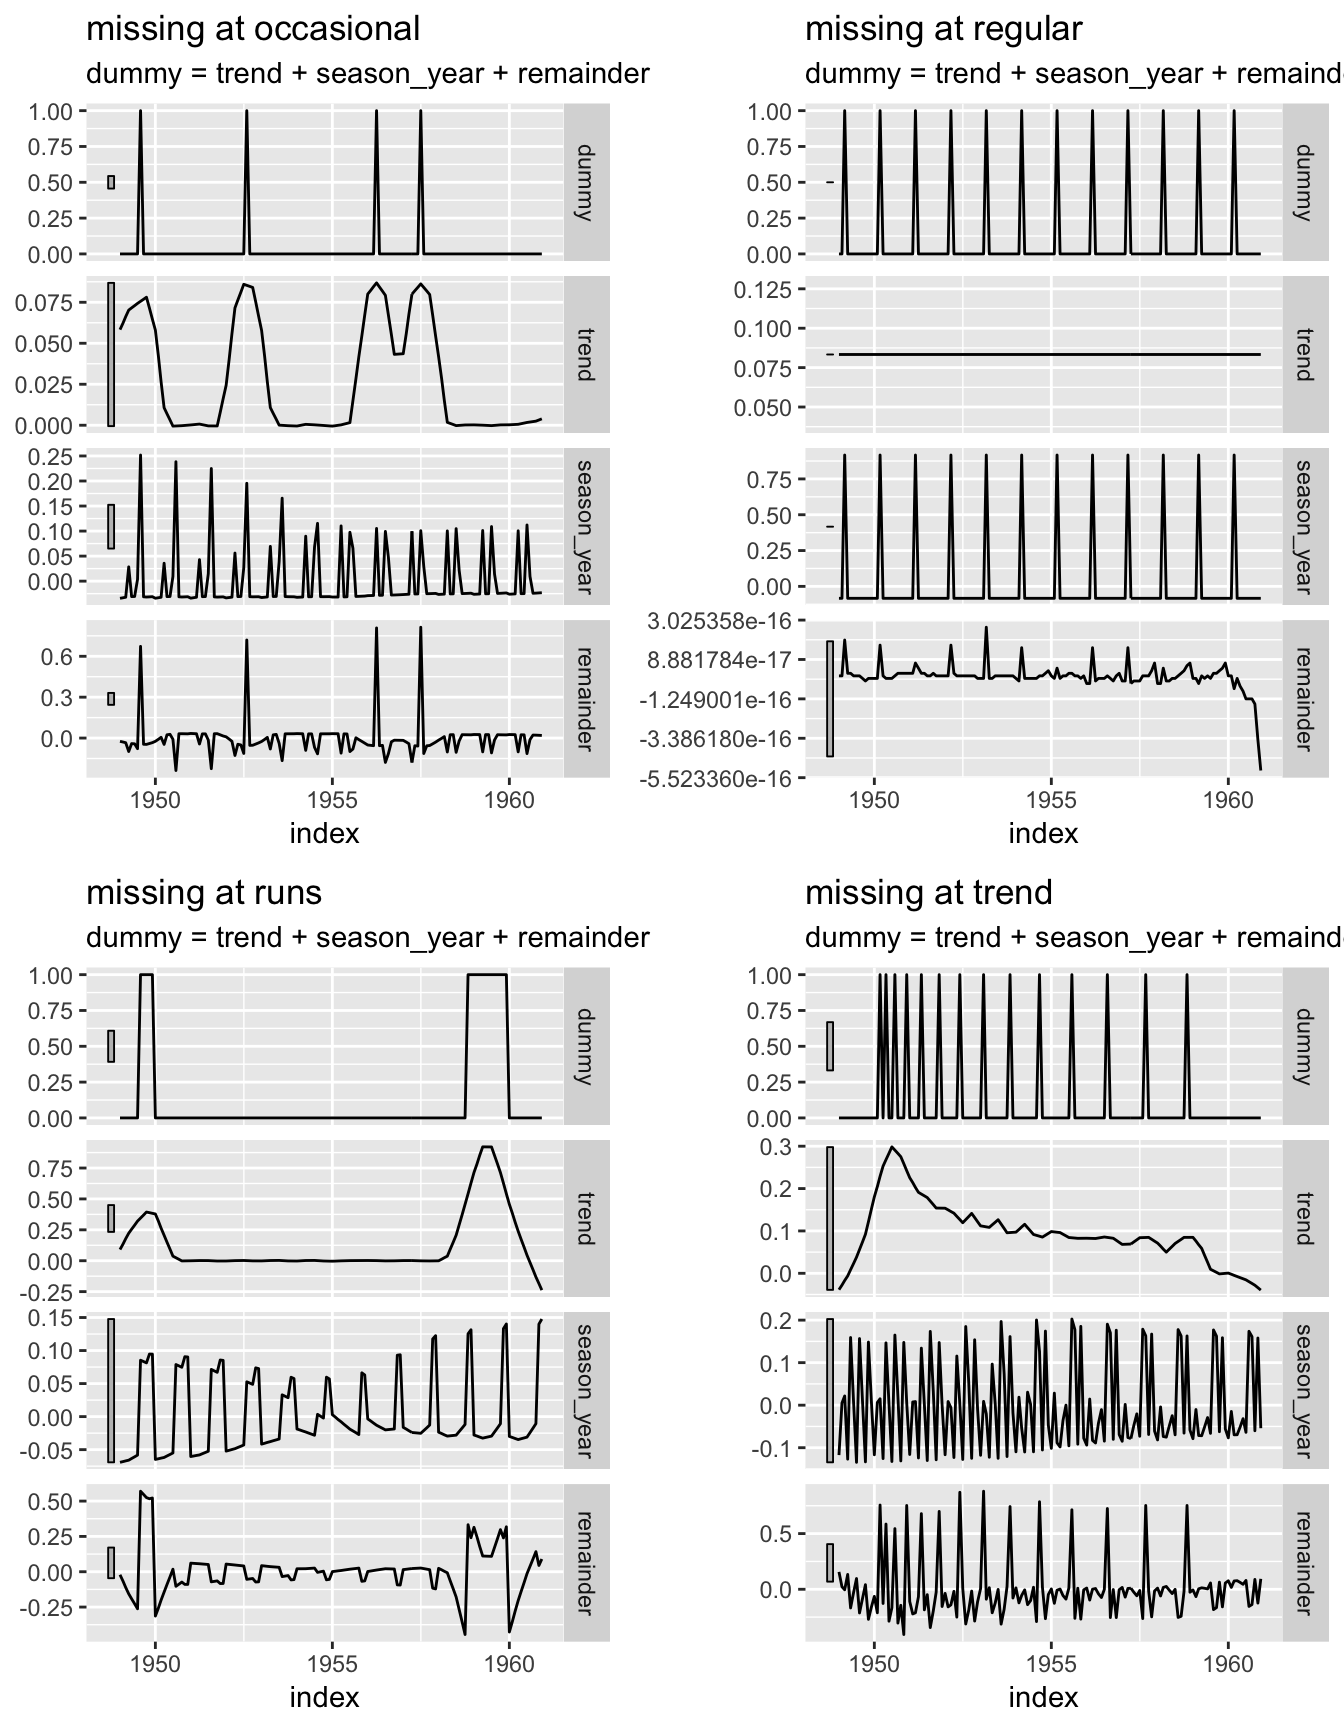 missing at occasional
dummy = trend + season_year + remainder
1.00
0.75
0.50
0.25
0.00
dummy
0.075
0.050
0.025
0.000
trend
0.25
0.20
0.15
0.10
0.05
0.00
season_year
0.6
0.3
0.0
remainder
1950 1955 1960
index
missing at regular
dummy = trend + season_year + remaind
1.00
0.75
0.50
0.25
0.00
dummy
0.125
0.100
0.075
0.050
trend
0.75
0.50
0.25
0.00
season_year
3.025358e-16
8.881784e-17
-1.249001e-16
-3.386180e-16
-5.523360e-16
remainder
1950 1955 1960
index
missing at runs
dummy = trend + season_year + remainder
1.00
0.75
0.50
0.25
0.00
dummy
0.75
0.50
0.25
0.00
-0.25
trend
0.15
0.10
0.05
0.00
-0.05
season_year
0.50
0.25
0.00
-0.25
remainder
1950 1955 1960
index
missing at trend
dummy = trend + season_year + remaind
1.00
0.75
0.50
0.25
0.00
dummy
0.3
0.2
0.1
0.0
trend
0.2
0.1
0.0
-0.1
season_year
0.5
0.0
remainder
1950 1955 1960
index